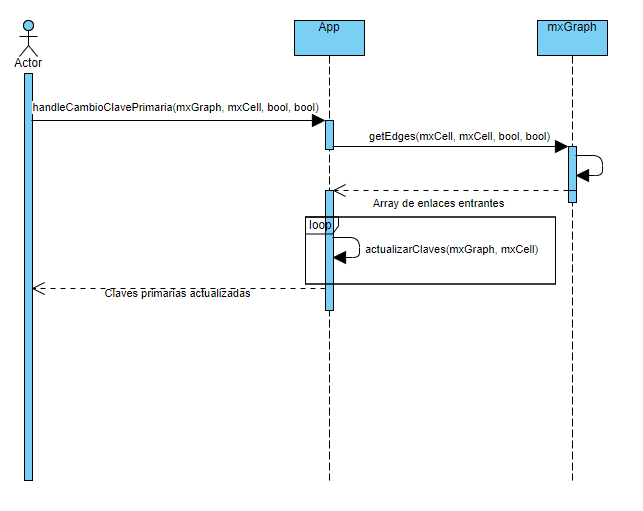 App
mxGraph
Actor
handleCambioClavePrimaria(mxGraph, mxCell, bool, bool)
getEdges(mxCell, mxCell, bool, bool)
Array de enlaces entrantes
loop
actualizarClaves(mxGraph, mxCell)
Claves primarias actualizadas